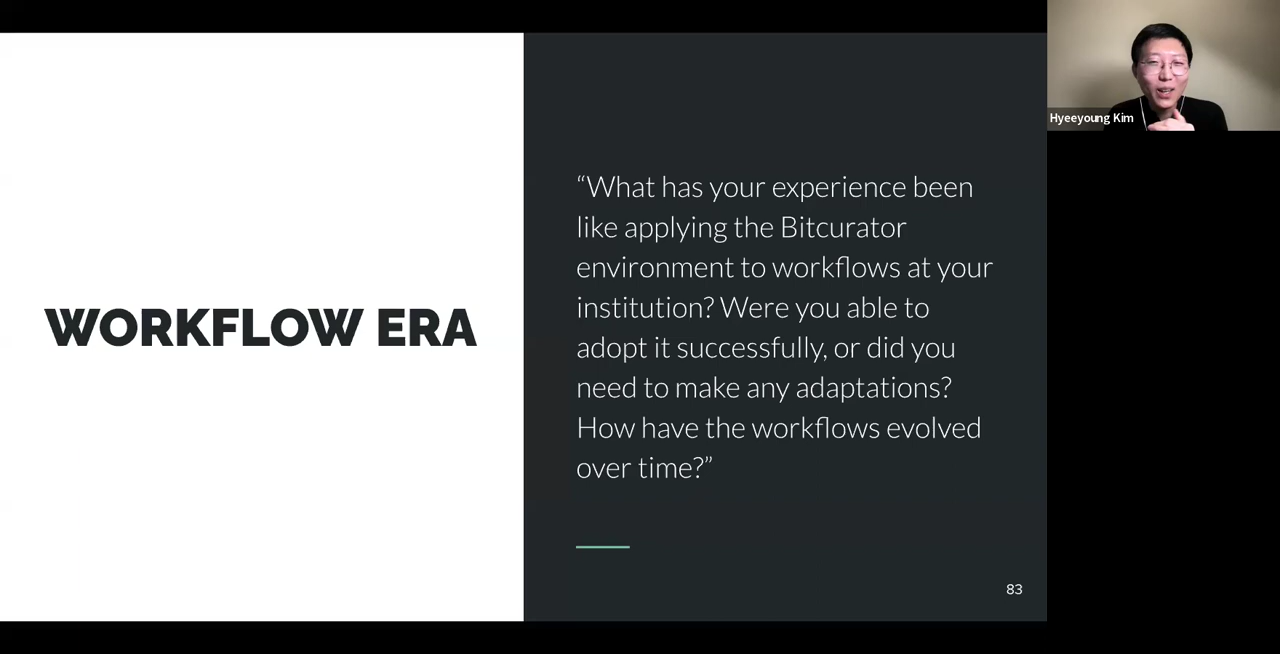 Hyeeyoung Kim
WORKFLOW ERA
“What has your experience been
like applying the Bitcurator
environment to workflows at your
institution? Were you able to
adopt it successfully, or did you
need to make any adaptations?
How have the workflows evolved
over time?”
83